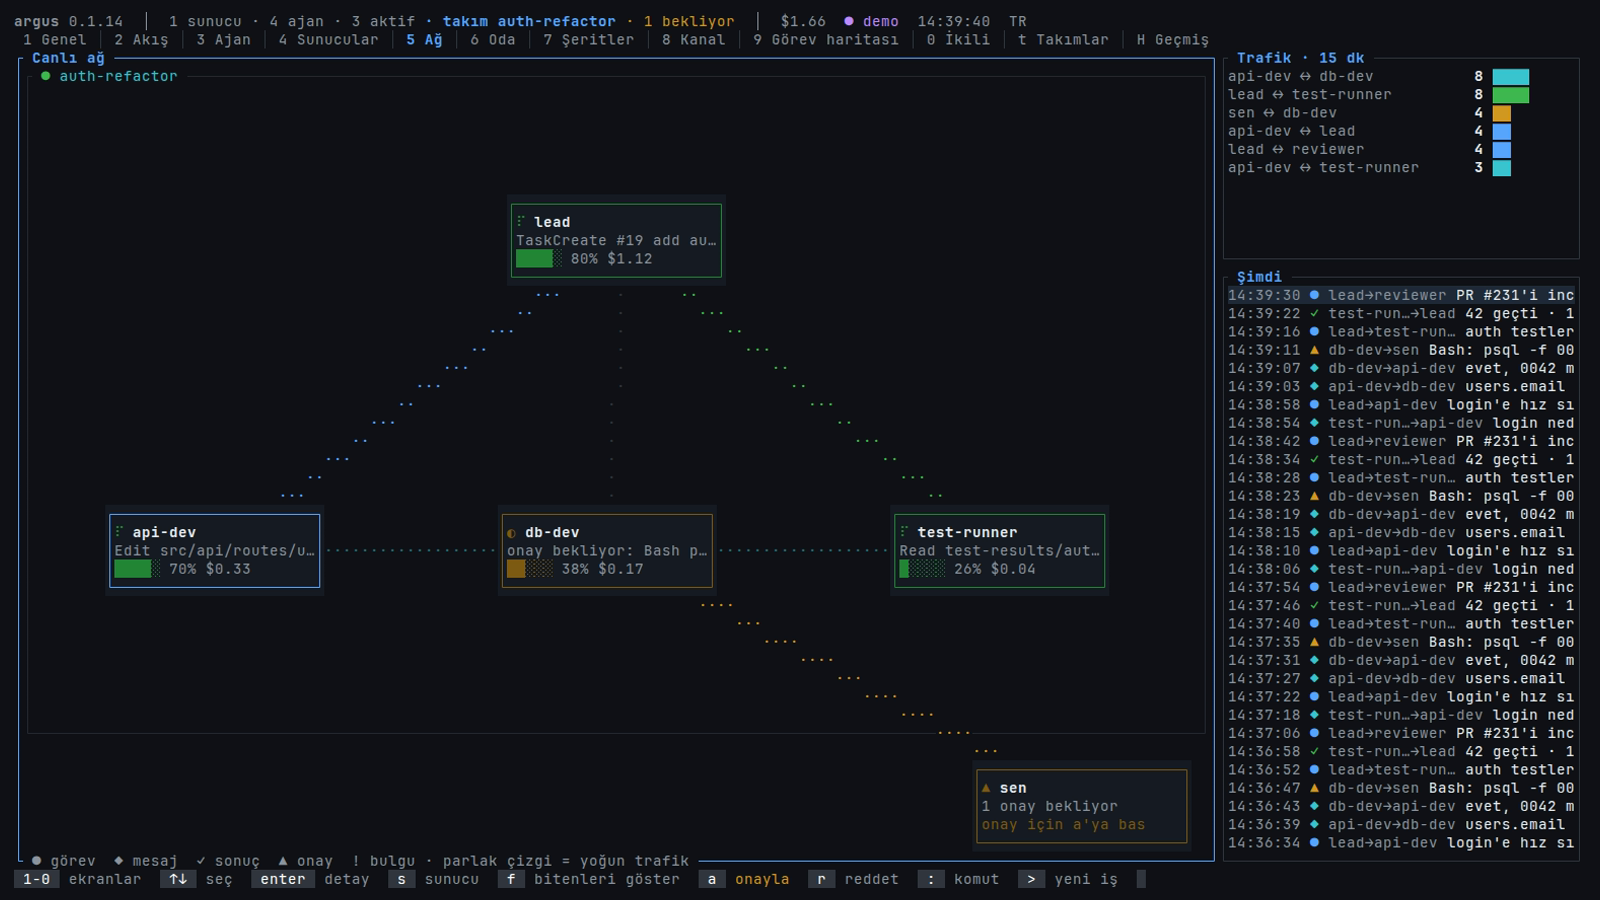 argus 0.1.14 │ 1 sunucu · 4 ajan · 3 aktif · takım auth-refactor · 1 bekliyor │ $1.66 ● demo 14:39:40 TR
1 Genel │ 2 Akış │ 3 Ajan │ 4 Sunucular │ 5 Ağ │ 6 Oda │ 7 Şeritler │ 8 Kanal │ 9 Görev haritası │ 0 İkili │ t Takımlar │ H Geçmiş
Canlı ağ
● auth-refactor
lead
TaskCreate #19 add au…
80% $1.12
api-dev
Edit src/api/routes/u…
70% $0.33
◐ db-dev
onay bekliyor: Bash p…
38% $0.17
test-runner
Read test-results/aut…
26% $0.04
▲ sen
1 onay bekliyor
onay için a'ya bas
● görev ◆ mesaj ✓ sonuç ▲ onay ! bulgu · parlak çizgi = yoğun trafik
Trafik · 15 dk
api-dev ↔ db-dev 8
lead ↔ test-runner 8
sen ↔ db-dev 4
api-dev ↔ lead 4
lead ↔ reviewer 4
api-dev ↔ test-runner 3
Şimdi
14:39:30 ● lead→reviewer PR #231'i inc
14:39:22 ✓ test-run…→lead 42 geçti · 1
14:39:16 ● lead→test-run… auth testler
14:39:11 ▲ db-dev→sen Bash: psql -f 00
14:39:07 ◆ db-dev→api-dev evet, 0042 m
14:39:03 ◆ api-dev→db-dev users.email
14:38:58 ● lead→api-dev login'e hız sı
14:38:54 ◆ test-run…→api-dev login ned
14:38:42 ● lead→reviewer PR #231'i inc
14:38:34 ✓ test-run…→lead 42 geçti · 1
14:38:28 ● lead→test-run… auth testler
14:38:23 ▲ db-dev→sen Bash: psql -f 00
14:38:19 ◆ db-dev→api-dev evet, 0042 m
14:38:15 ◆ api-dev→db-dev users.email
14:38:10 ● lead→api-dev login'e hız sı
14:38:06 ◆ test-run…→api-dev login ned
14:37:54 ● lead→reviewer PR #231'i inc
14:37:46 ✓ test-run…→lead 42 geçti · 1
14:37:40 ● lead→test-run… auth testler
14:37:35 ▲ db-dev→sen Bash: psql -f 00
14:37:31 ◆ db-dev→api-dev evet, 0042 m
14:37:27 ◆ api-dev→db-dev users.email
14:37:22 ● lead→api-dev login'e hız sı
14:37:18 ◆ test-run…→api-dev login ned
14:37:06 ● lead→reviewer PR #231'i inc
14:36:58 ✓ test-run…→lead 42 geçti · 1
14:36:52 ● lead→test-run… auth testler
14:36:47 ▲ db-dev→sen Bash: psql -f 00
14:36:43 ◆ db-dev→api-dev evet, 0042 m
14:36:39 ◆ api-dev→db-dev users.email
14:36:34 ● lead→api-dev login'e hız sı
1-0 ekranlar ↑↓ seç enter detay s sunucu f bitenleri göster a onayla r reddet : komut > yeni iş